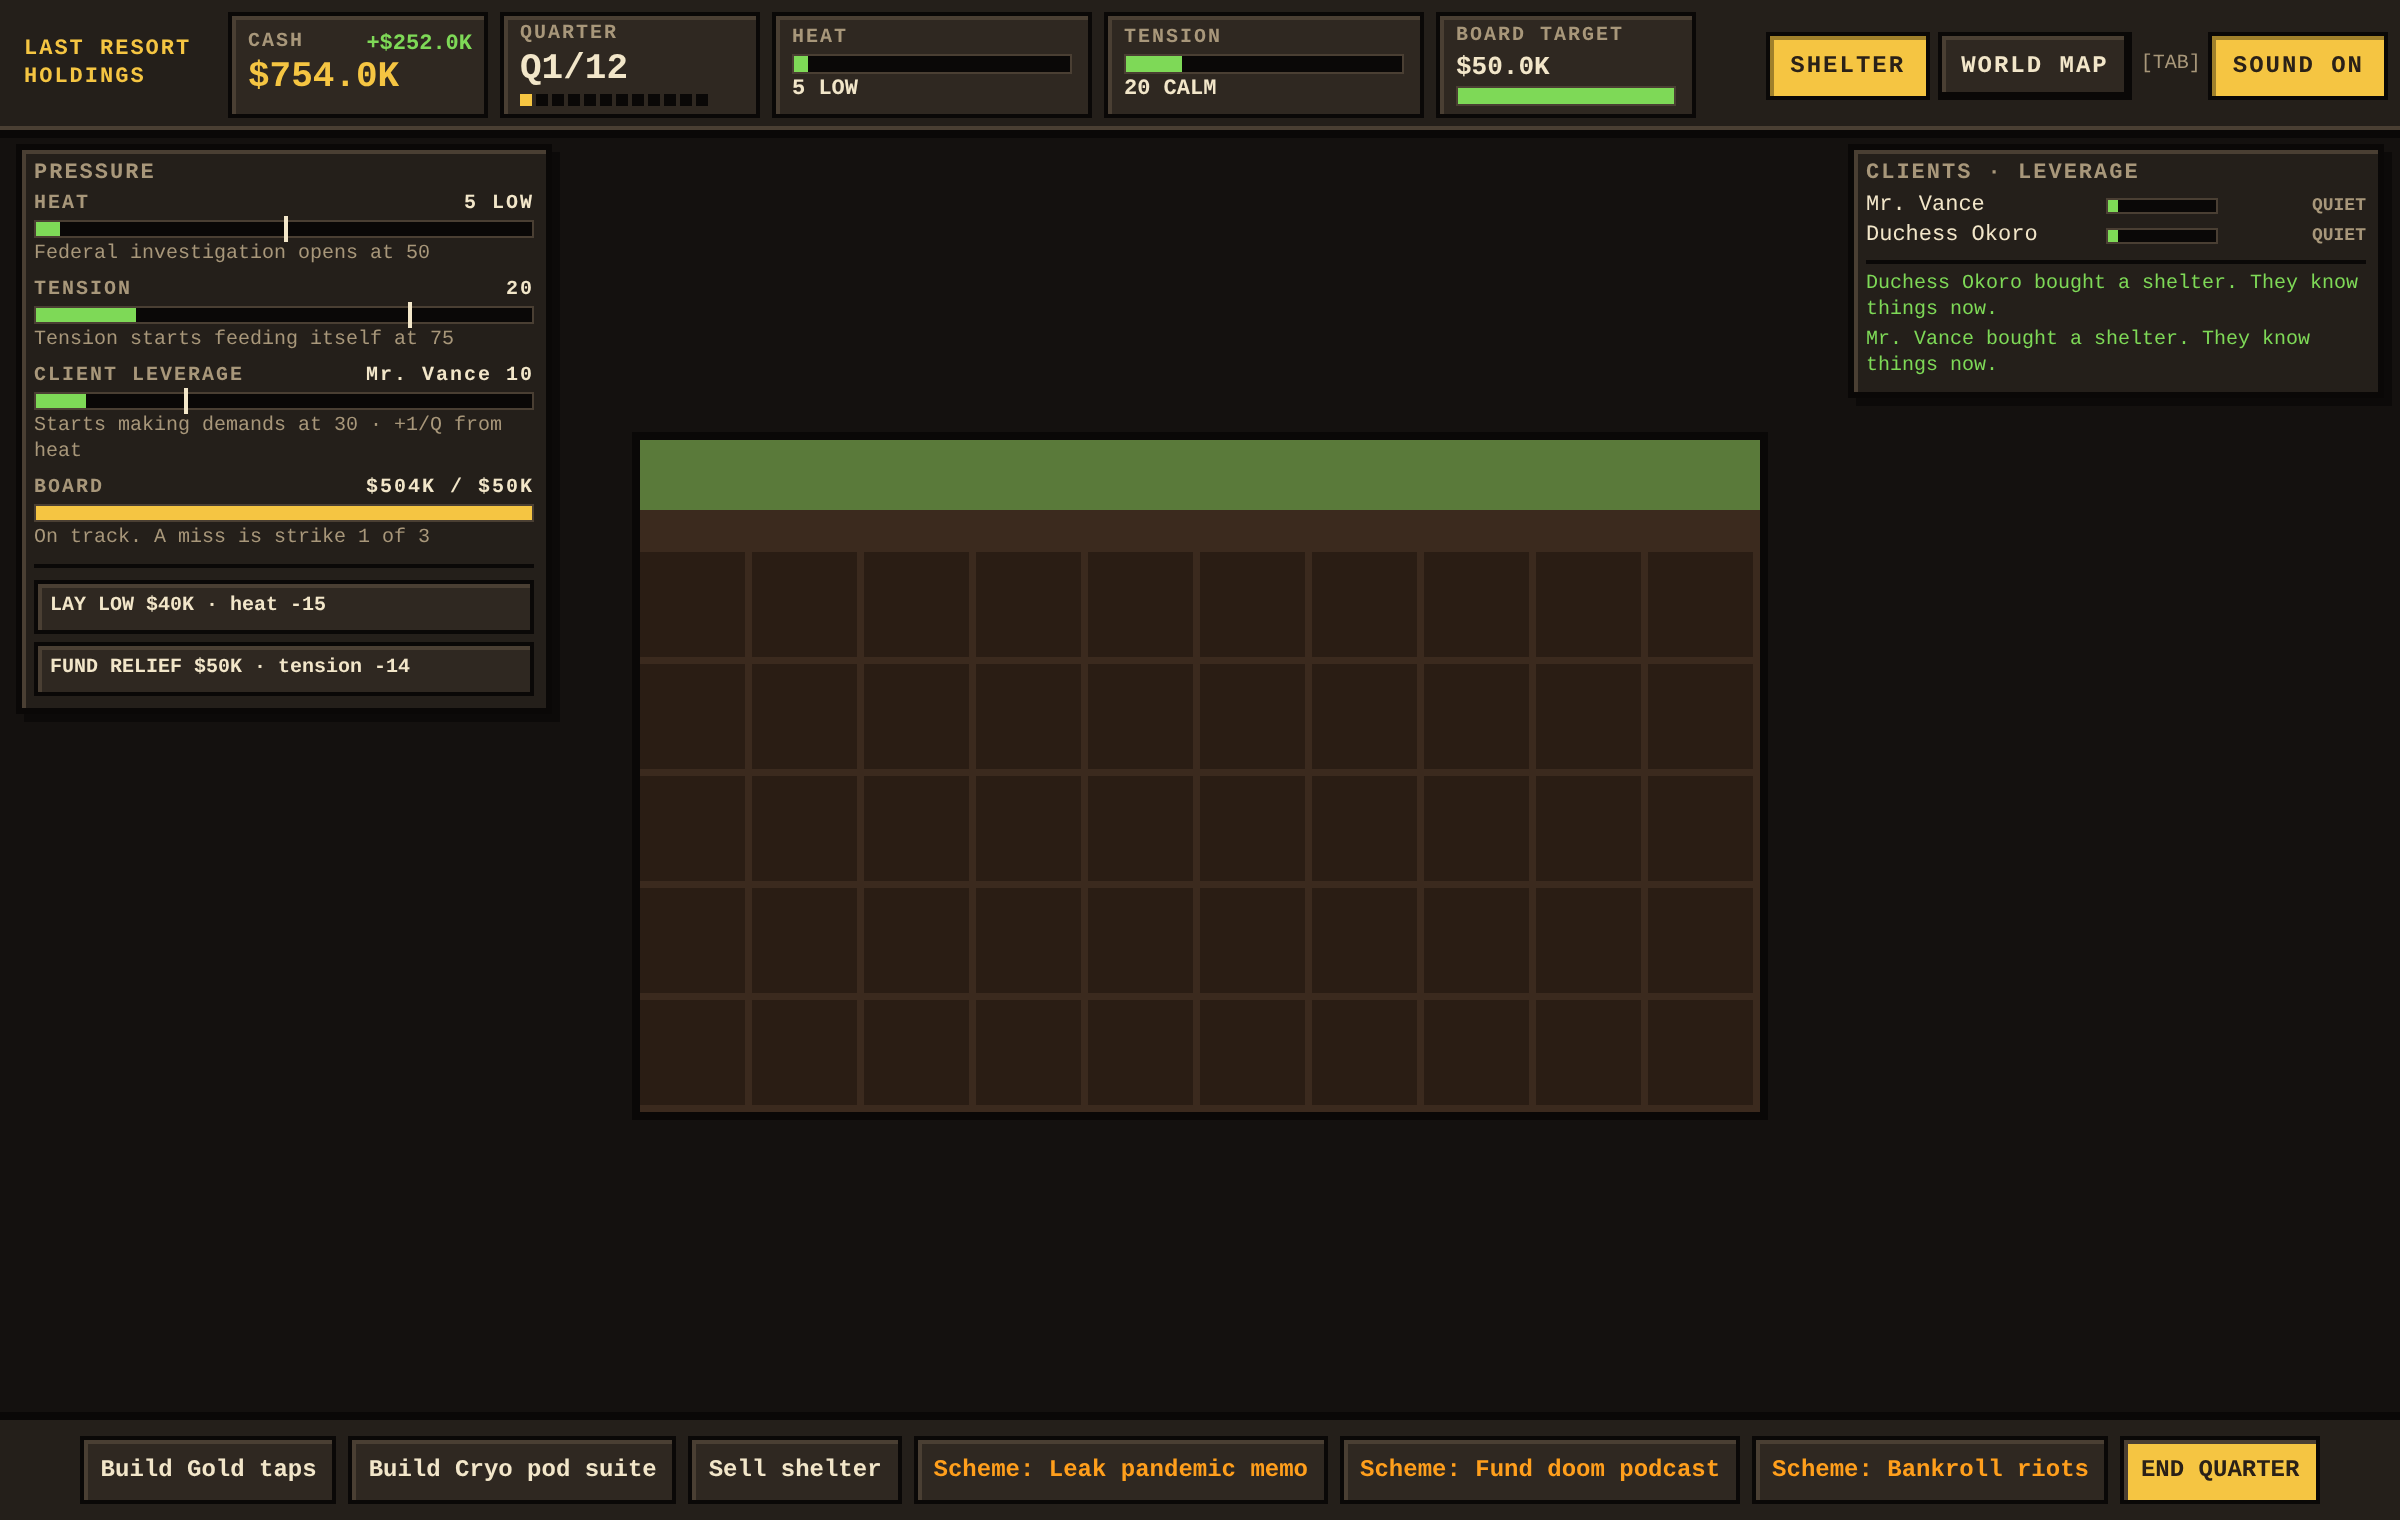 LAST RESORT
HOLDINGS
CASH +$252.0K
$754.0K
QUARTER
Q1/12
HEAT
5 LOW
TENSION
20 CALM
BOARD TARGET
$50.0K
SHELTER
WORLD MAP
[TAB]
SOUND ON
PRESSURE
HEAT 5 LOW
Federal investigation opens at 50
TENSION 20
Tension starts feeding itself at 75
CLIENT LEVERAGE Mr. Vance 10
Starts making demands at 30 · +1/Q from
heat
BOARD $504K / $50K
On track. A miss is strike 1 of 3
LAY LOW $40K · heat -15
FUND RELIEF $50K · tension -14
CLIENTS · LEVERAGE
Mr. Vance QUIET
Duchess Okoro QUIET
Duchess Okoro bought a shelter. They know
things now.
Mr. Vance bought a shelter. They know
things now.
Build Gold taps
Build Cryo pod suite
Sell shelter
Scheme: Leak pandemic memo
Scheme: Fund doom podcast
Scheme: Bankroll riots
END QUARTER